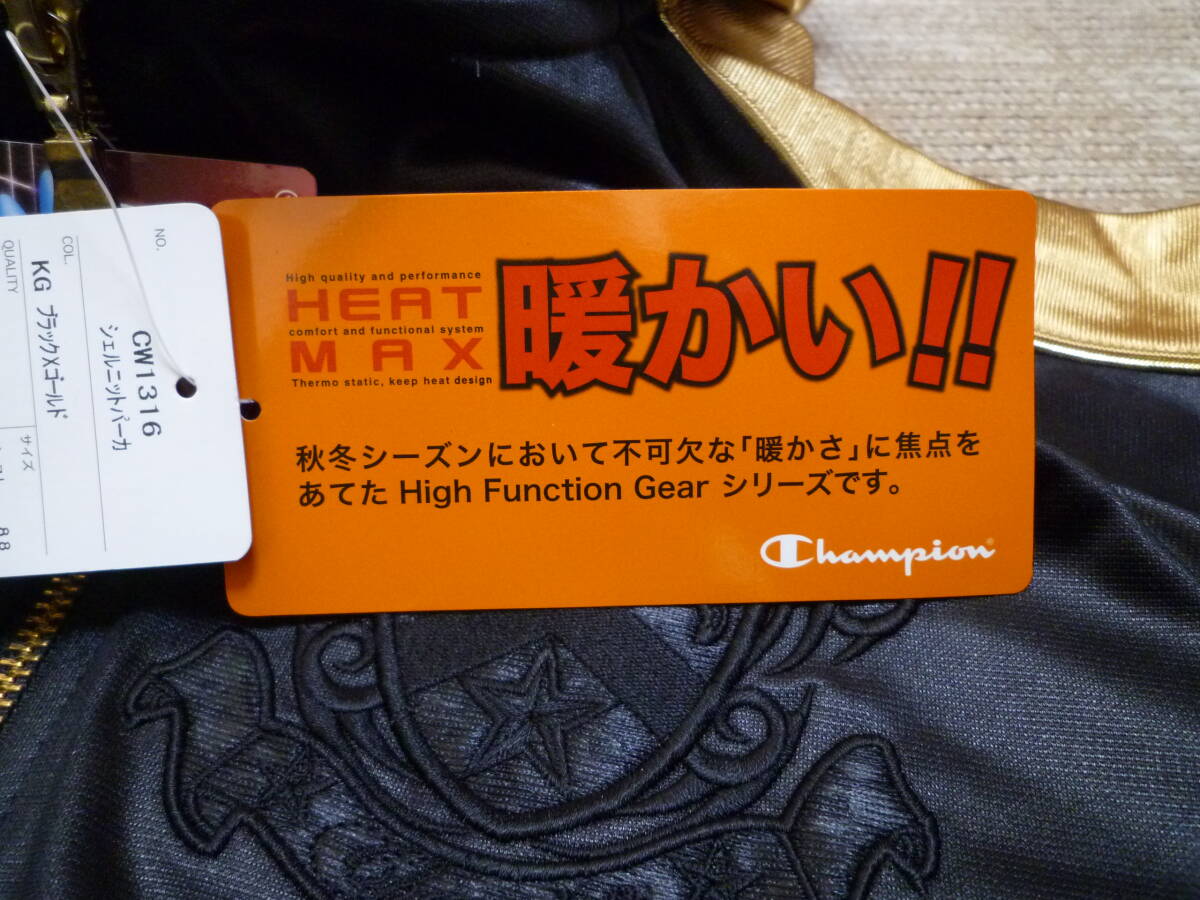 High quality and performance
HEAT
comfort and functional system
MAX
Thermo static, keep heat design
暖かい!!
秋冬シーズンにおいて不可欠な「暖かさ」に焦点を
あてた High Function Gear シリーズです。
Champion
NO.
CW1316
シェルニットパーカ
COL.
KG ブラックXゴールド
QUALITY
サイズ
88